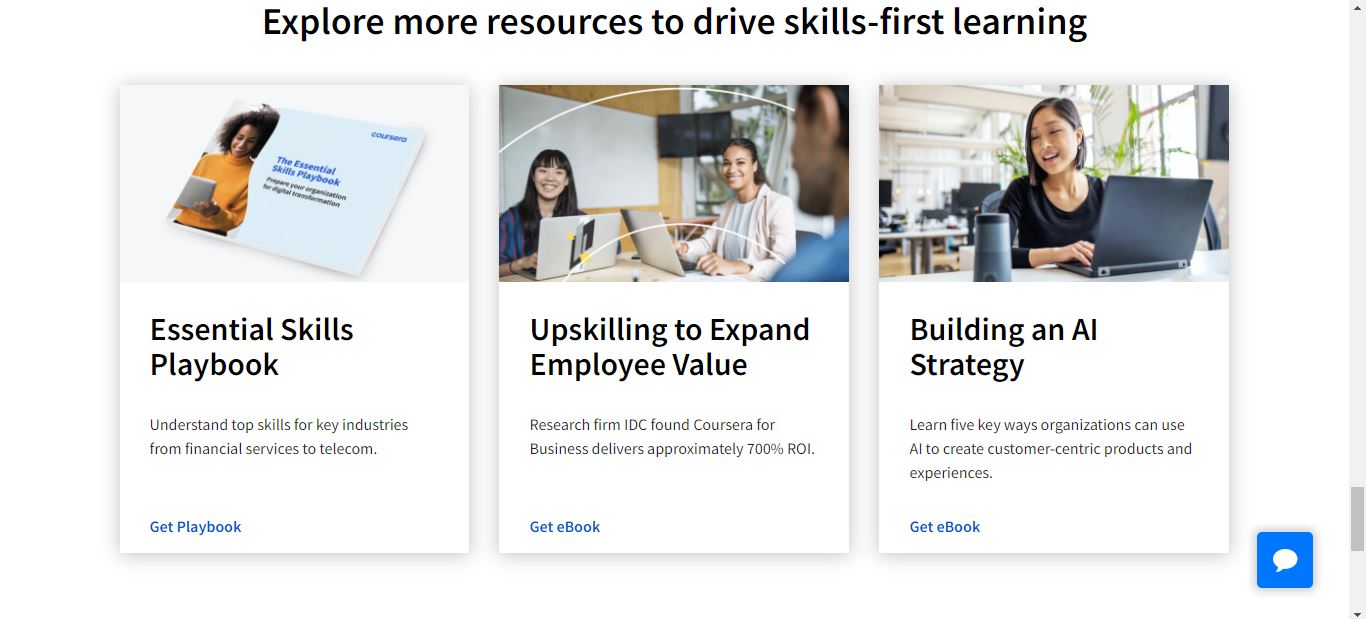 Explore more resources to drive skills-first learning
coursera
The Essential
Skills Playbook
Prepare your organization
for digital transformation
Essential Skills
Playbook
Understand top skills for key industries
from financial services to telecom.
Get Playbook
Upskilling to Expand
Employee Value
Research firm IDC found Coursera for
Business delivers approximately 700% ROI.
Get eBook
Building an AI
Strategy
Learn five key ways organizations can use
AI to create customer-centric products and
experiences.
Get eBook